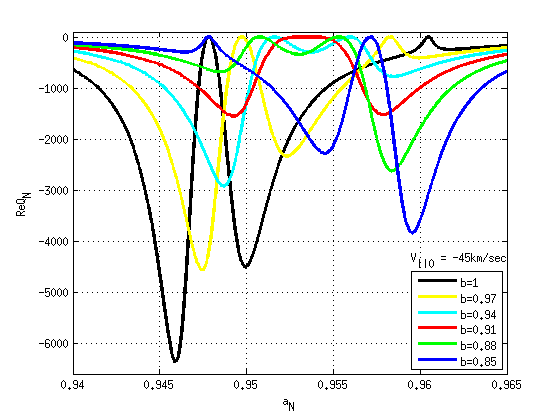 0
-1000
-2000
-3000
-4000
-5000
-6000
ReQN
V||0 = -45km/sec
b=1
b=0.97
b=0.94
b=0.91
b=0.88
b=0.85
0.94 0.945 0.95 0.955 0.96 0.965
aN